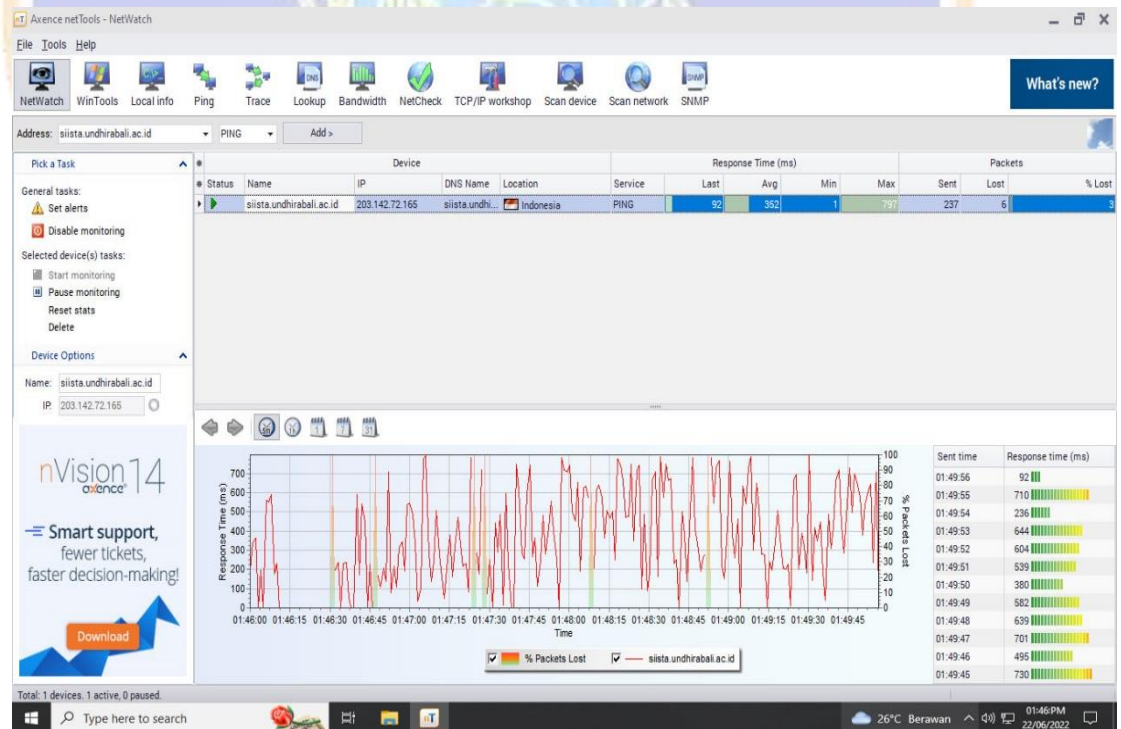 Axence netTools - NetWatch
File Tools Help
NetWatch WinTools Local info Ping Trace Lookup Bandwidth NetCheck TCP/IP workshop Scan device Scan network SNMP
What's new?
Address: siista.undhirabali.ac.id PING Add >
Pick a Task
General tasks:
Set alerts
Disable monitoring
Selected device(s) tasks:
Start monitoring
Pause monitoring
Reset stats
Delete
Device Options
Name: siista.undhirabali.ac.id
IP: 203.142.72.165
Device Response Time (ms) Packets
Status Name IP DNS Name Location Service Last Avg Min Max Sent Lost % Lost
siista.undhirabali.ac.id 203.142.72.165 siista.undhi... Indonesia PING 92 352 1 797 237 6 3
nVision 14
axence
Smart support,
fewer tickets,
faster decision-making!
Download
Response Time (ms)
700
600
500
400
300
200
100
0
100
90
80
70
60
50
40
30
20
10
0
% Packets Lost
01:46:00 01:46:15 01:46:30 01:46:45 01:47:00 01:47:15 01:47:30 01:47:45 01:48:00 01:48:15 01:48:30 01:48:45 01:49:00 01:49:15 01:49:30 01:49:45
Time
% Packets Lost siista.undhirabali.ac.id
Sent time Response time (ms)
01:49:56 92
01:49:55 710
01:49:54 236
01:49:53 644
01:49:52 604
01:49:51 539
01:49:50 380
01:49:49 582
01:49:48 639
01:49:47 701
01:49:46 495
01:49:45 730
Total: 1 devices. 1 active, 0 paused.
Type here to search
26°C Berawan
01:46:PM
22/06/2022